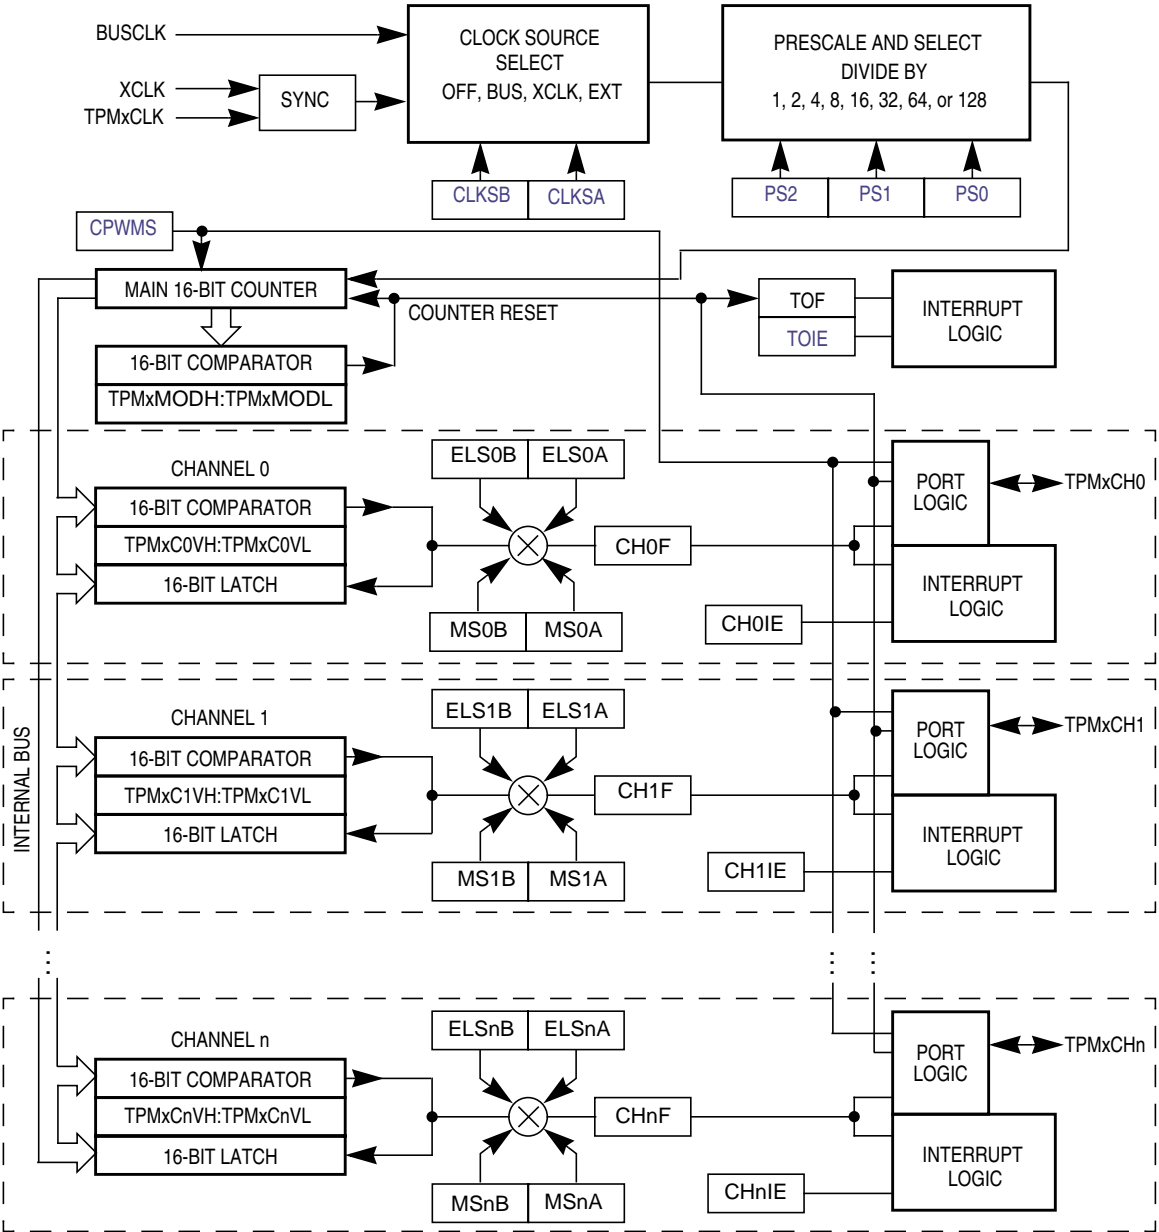 BUSCLK
XCLK
TPMxCLK
SYNC
CLOCK SOURCE
SELECT
OFF, BUS, XCLK, EXT
PRESCALE AND SELECT
DIVIDE BY
1, 2, 4, 8, 16, 32, 64, or 128
CLKSB
CLKSA
PS2
PS1
PS0
CPWMS
MAIN 16-BIT COUNTER
COUNTER RESET
TOF
TOIE
INTERRUPT
LOGIC
16-BIT COMPARATOR
TPMxMODH:TPMxMODL
CHANNEL 0
16-BIT COMPARATOR
TPMxC0VH:TPMxC0VL
16-BIT LATCH
ELS0B
ELS0A
MS0B
MS0A
CH0F
CH0IE
PORT
LOGIC
TPMxCH0
INTERRUPT
LOGIC
INTERNAL BUS
CHANNEL 1
16-BIT COMPARATOR
TPMxC1VH:TPMxC1VL
16-BIT LATCH
ELS1B
ELS1A
MS1B
MS1A
CH1F
CH1IE
PORT
LOGIC
TPMxCH1
INTERRUPT
LOGIC
CHANNEL n
16-BIT COMPARATOR
TPMxCnVH:TPMxCnVL
16-BIT LATCH
ELSnB
ELSnA
MSnB
MSnA
CHnF
CHnIE
PORT
LOGIC
TPMxCHn
INTERRUPT
LOGIC